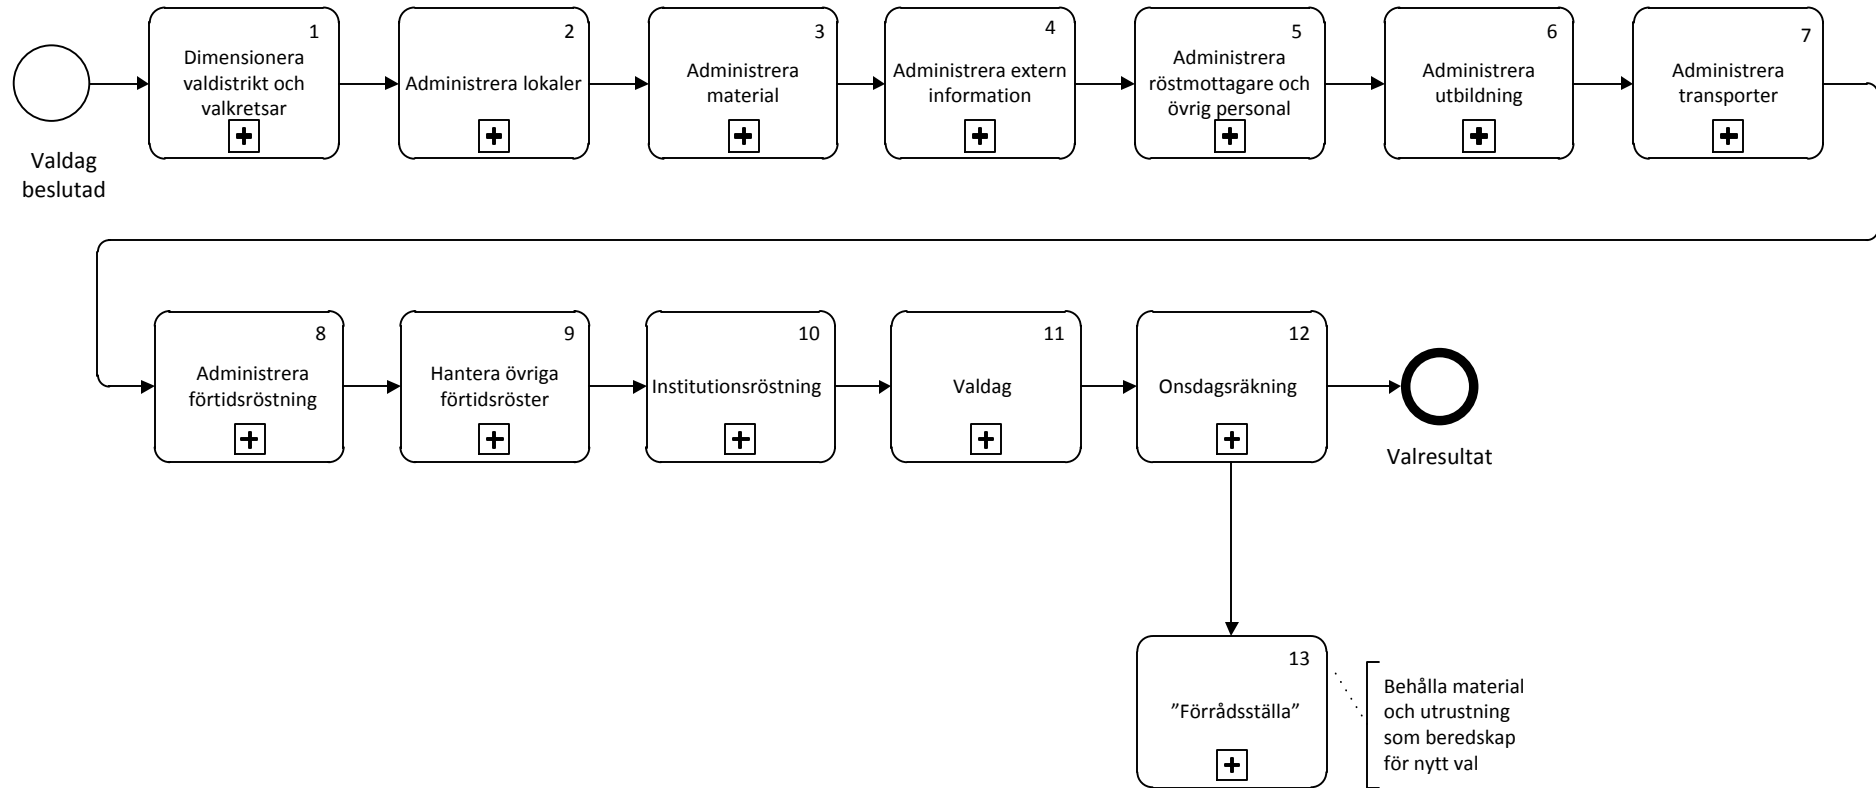 Valdag
beslutad
1
Dimensionera
valdistrikt och
valkretsar
2
Administrera lokaler
3
Administrera
material
4
Administrera extern
information
5
Administrera
röstmottagare och
övrig personal
6
Administrera
utbildning
7
Administrera
transporter
8
Administrera
förtidsröstning
9
Hantera övriga
förtidsröster
10
Institutionsröstning
11
Valdag
12
Onsdagsräkning
Valresultat
13
”Förrådsställa”
Behålla material
och utrustning
som beredskap
för nytt val